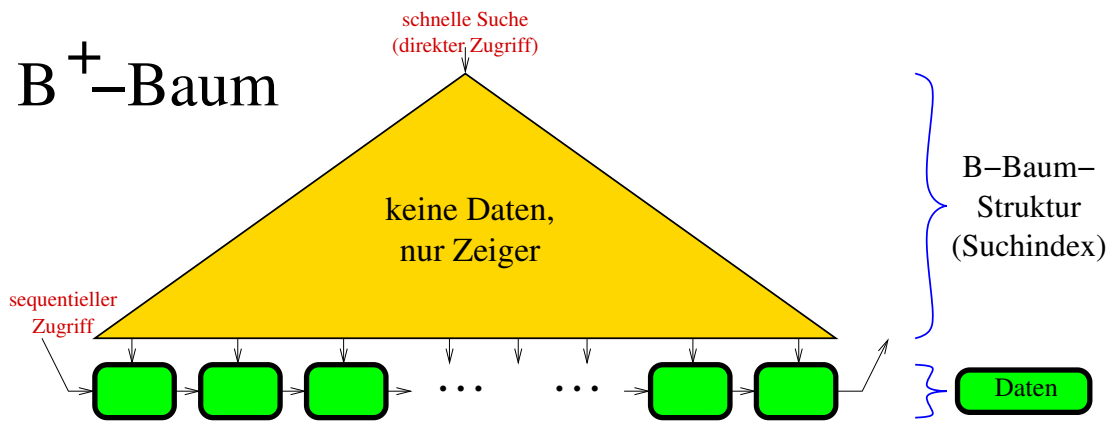 B+−Baum
schnelle Suche
(direkter Zugriff)
keine Daten,
nur Zeiger
B−Baum−
Struktur
(Suchindex)
sequentieller
Zugriff
...
...
Daten